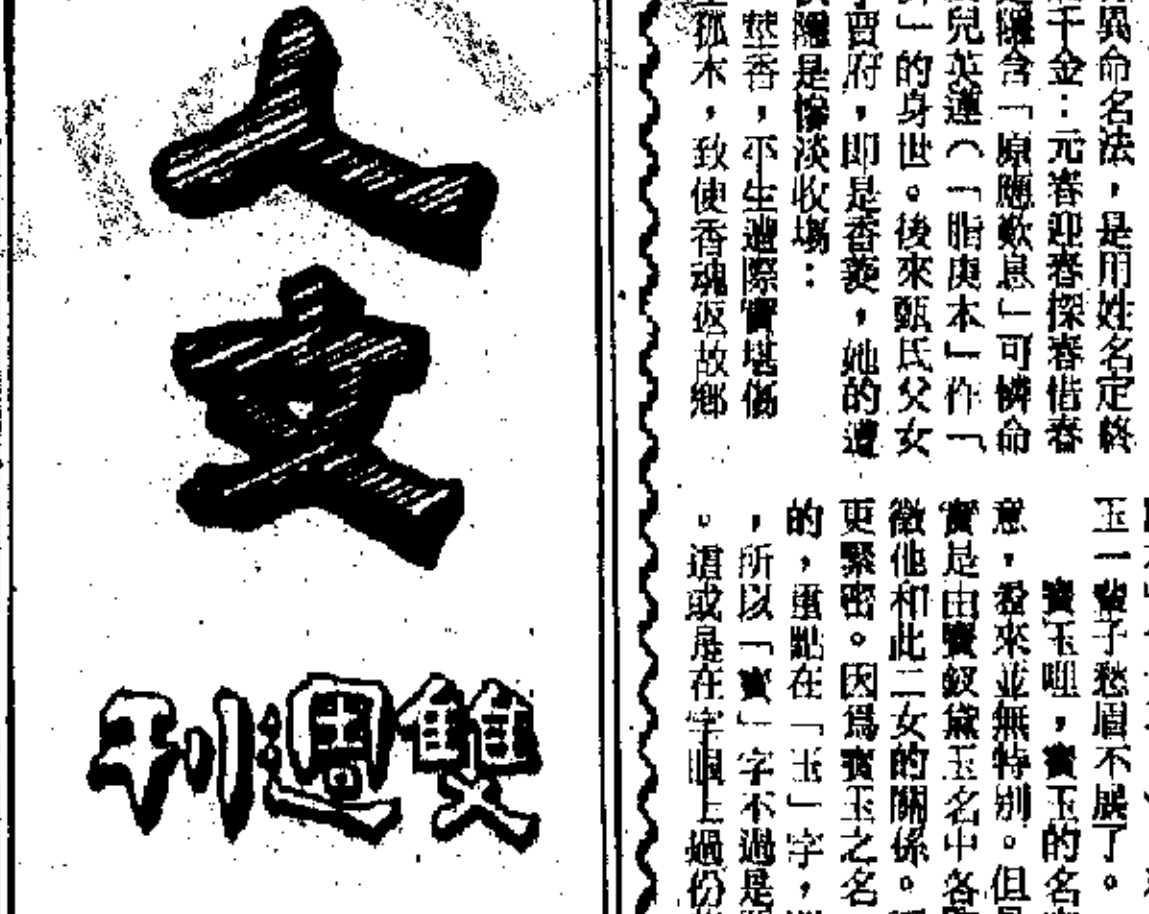 異命名法，是用姓名定終
千金：元春迎春探春惜春
隱含「原應歎息」可憐命
兒英蓮（「脂庚本」作「
」的身世。後來甄氏父女
賈府，即是香菱，她的遭
隱是慘淡收場：
莖香，平生遭際實堪傷
孤木，致使香魂返故鄉
玉一輩子愁眉不展了。
寶玉哩，寶玉的名
意，看來並無特別。但
實是由寶釵黛玉名中各
徵他和此二女的關係。
更緊密。因爲寶玉之名
的，重點在「玉」字，
，所以「寶」字不過是
。這或是在字眼上過份
人文
雙週刊